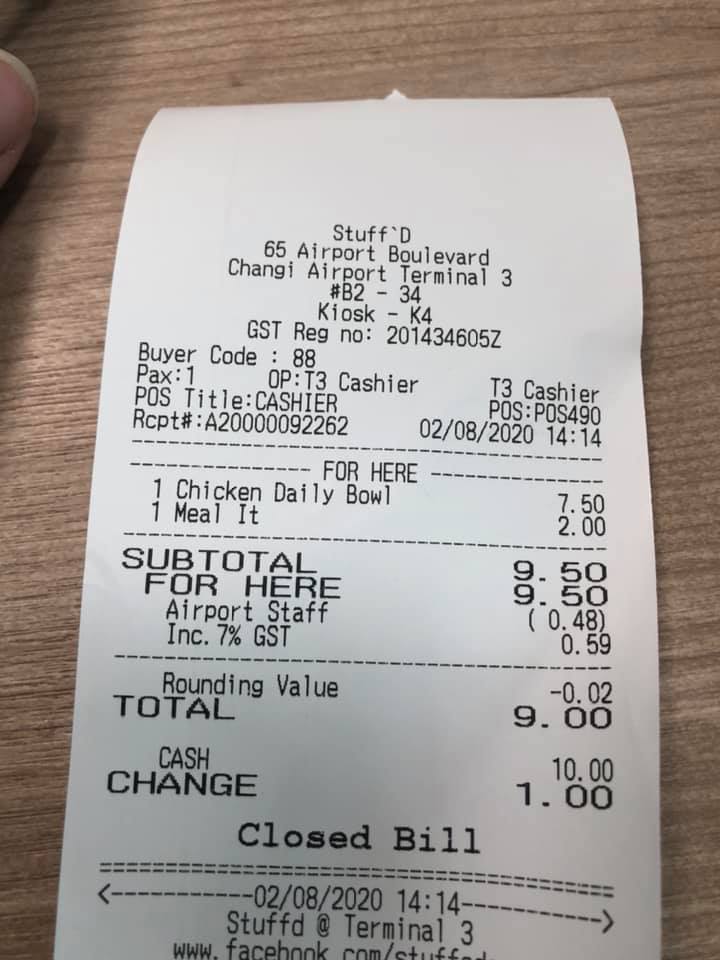 Stuff`D
65 Airport Boulevard
Changi Airport Terminal 3
#B2 - 34
Kiosk - K4
GST Reg no: 201434605Z
Buyer Code : 88
Pax:1 OP:T3 Cashier T3 Cashier
POS Title:CASHIER POS:POS490
Rcpt#:A20000092262 02/08/2020 14:14
FOR HERE
1 Chicken Daily Bowl 7.50
1 Meal It 2.00
SUBTOTAL 9.50
FOR HERE 9.50
Airport Staff ( 0.48)
Inc. 7% GST 0.59
Rounding Value -0.02
TOTAL 9.00
CASH 10.00
CHANGE 1.00
Closed Bill
<----------02/08/2020 14:14---------->
Stuffd @ Terminal 3
www.facebook.com/stuffed